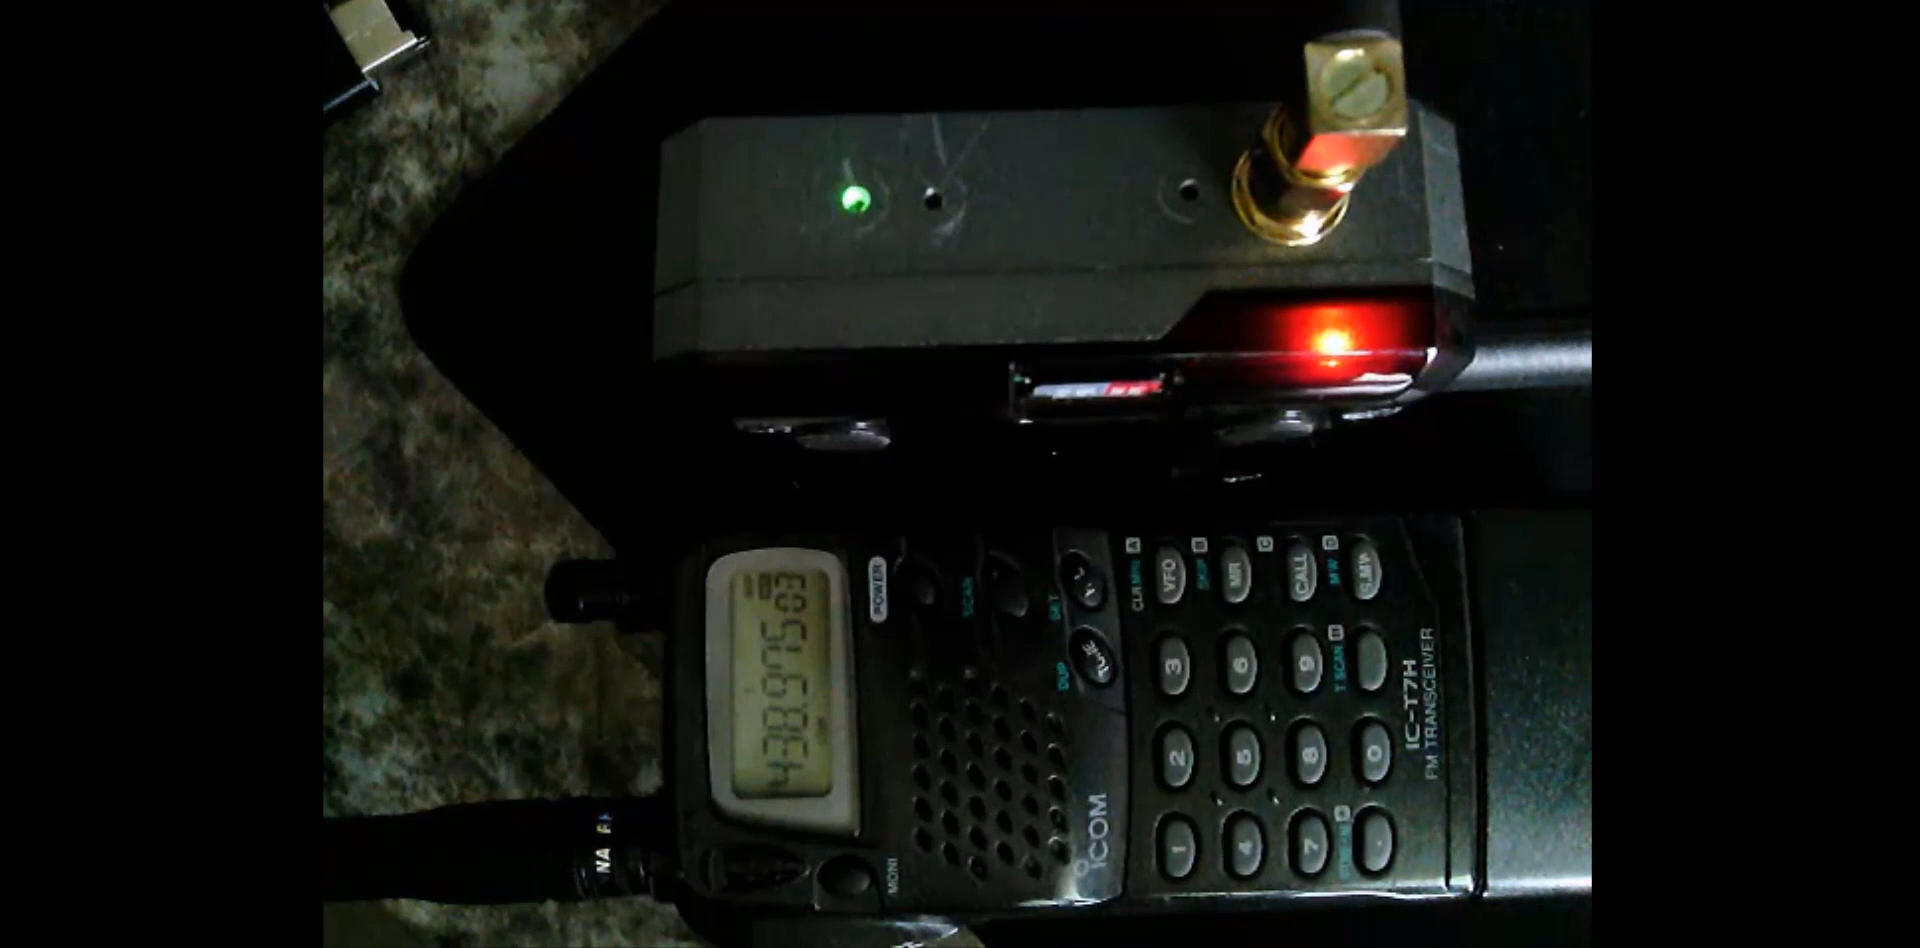 438.975 03
POWER
MONI
SCAN
SET
DUP
ICOM
A
B
C
D
CLR MHz
SKIP
MW
VFO
MR
CALL
S.MW
3
6
9
T SCAN
2
5
8
0
1
4
7
.
IC-T7H
FM TRANSCEIVER
NA